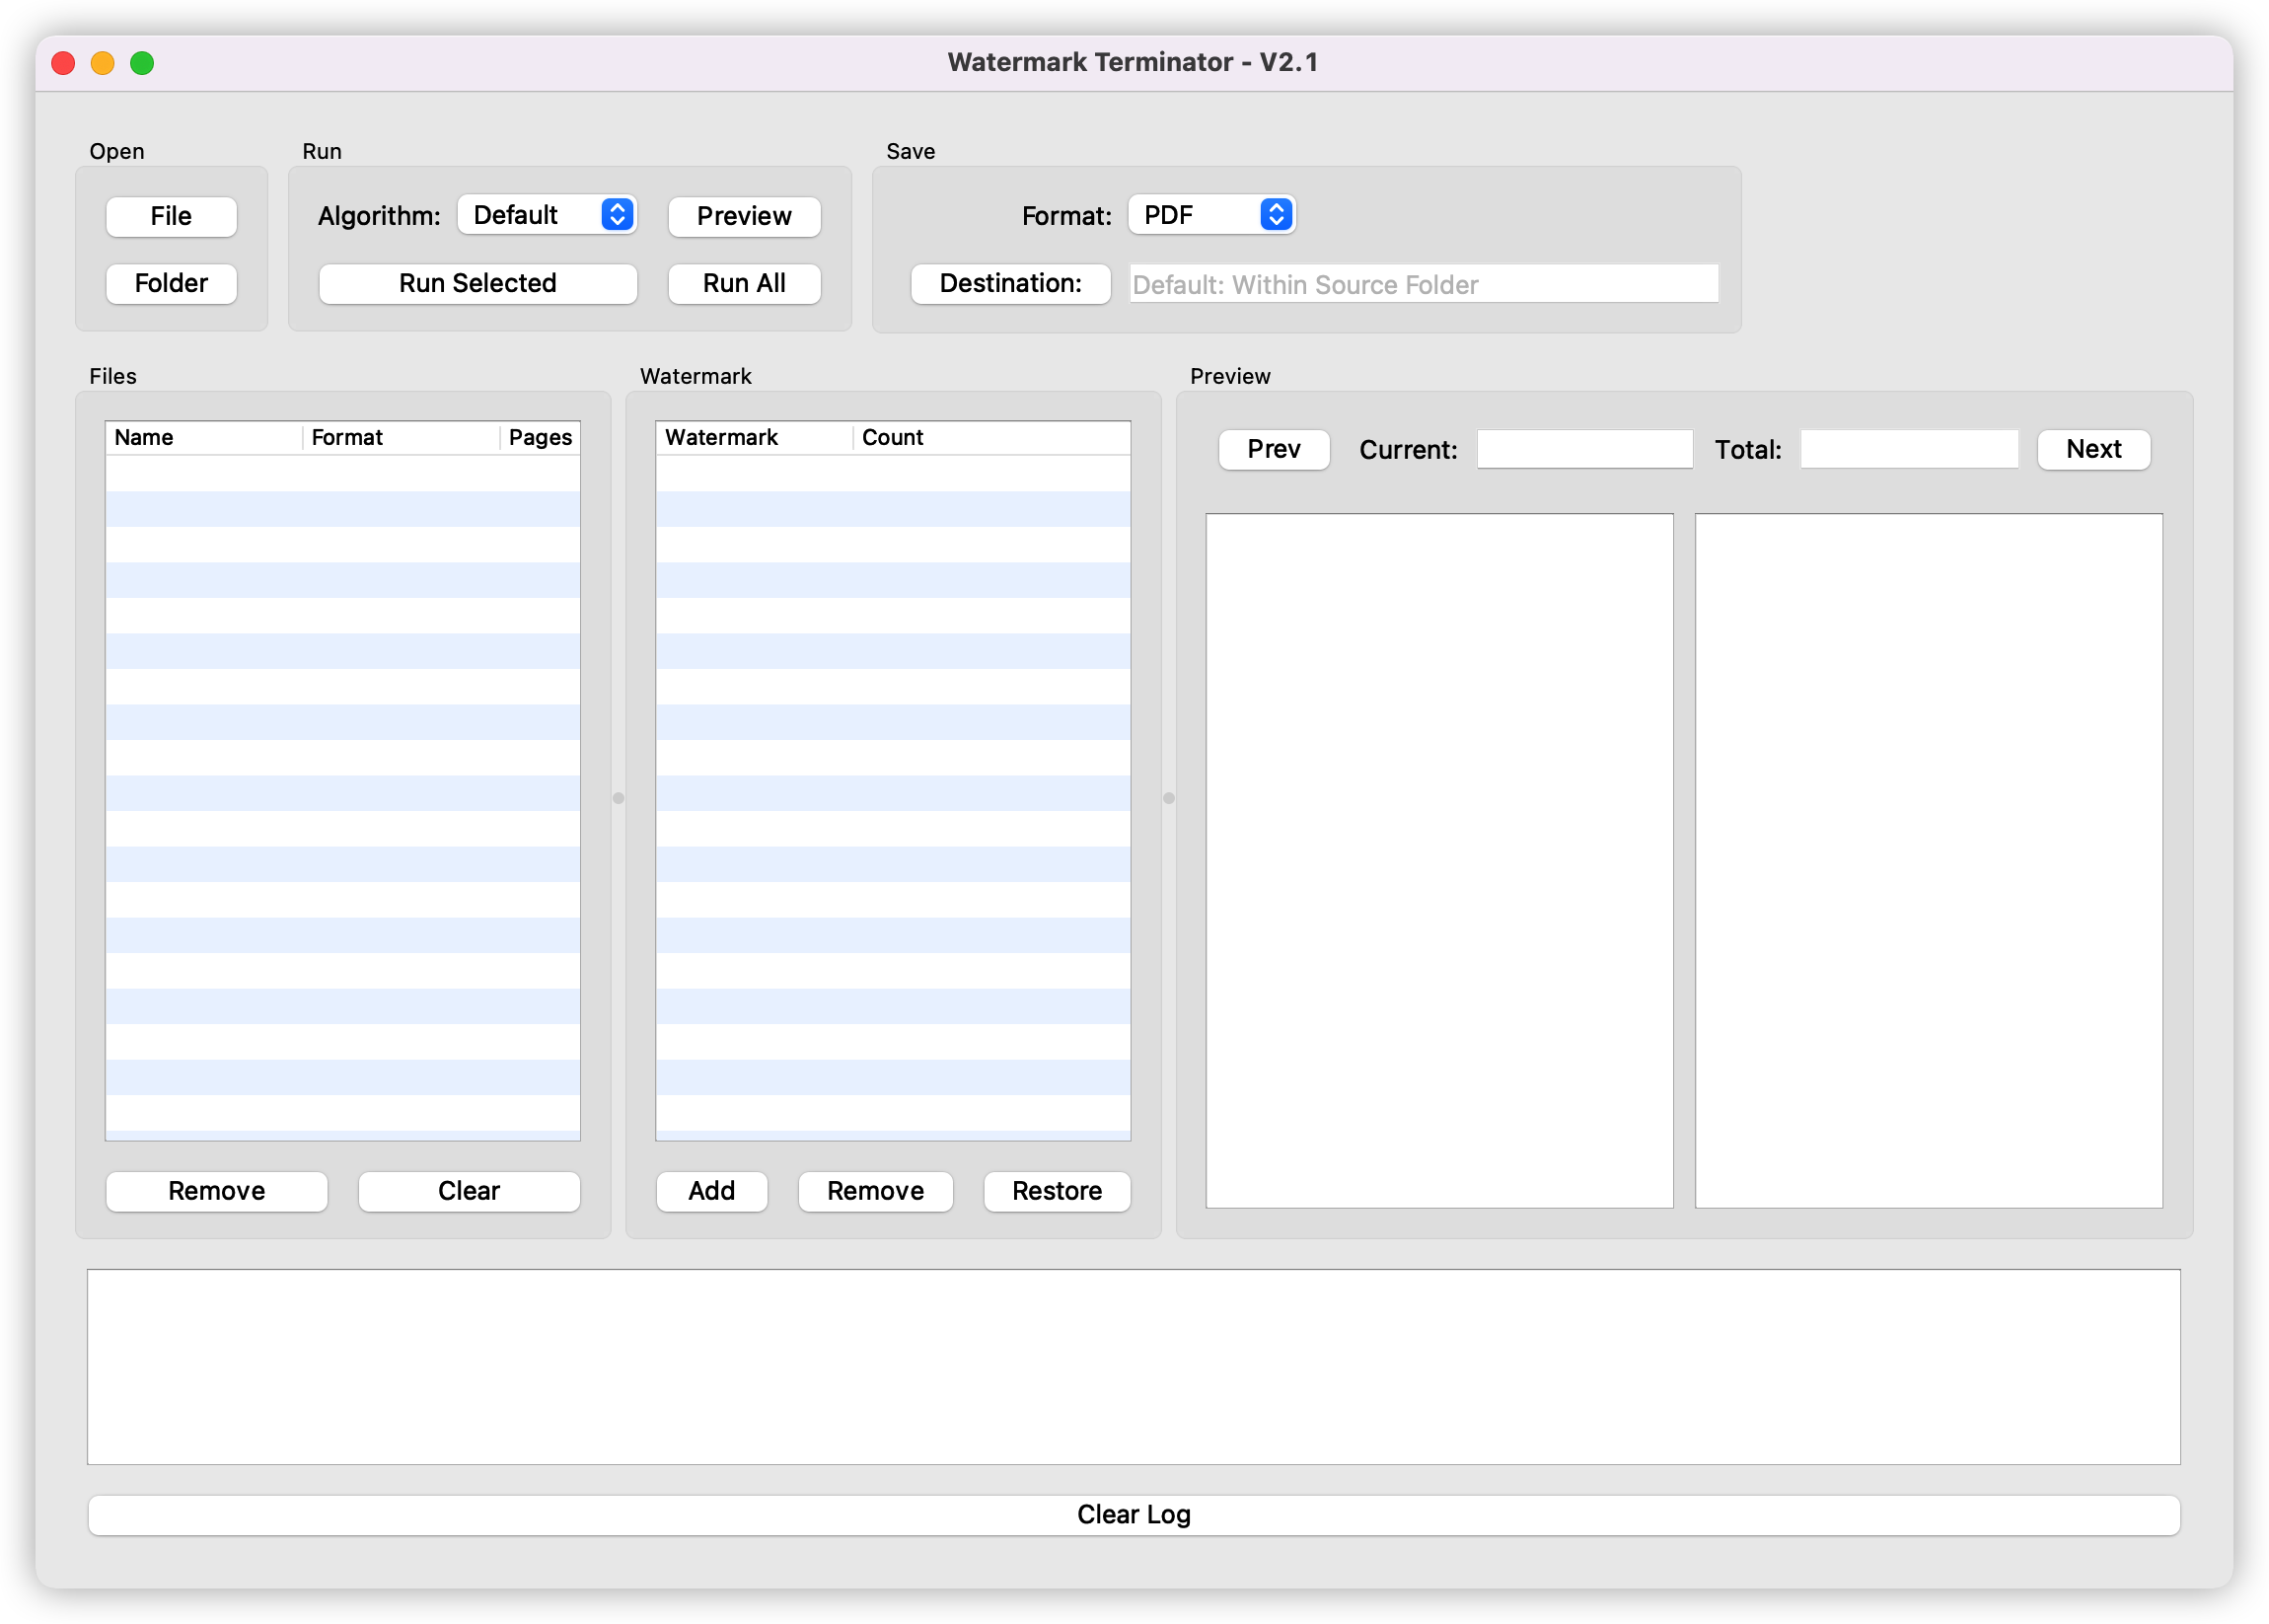 Watermark Terminator - V2.1
Open
Run
Save
File
Algorithm: Default
Preview
Format: PDF
Folder
Run Selected
Run All
Destination: Default: Within Source Folder
Files
Watermark
Preview
Name Format Pages
Watermark Count
Prev Current: Total: Next
Remove Clear
Add Remove Restore
Clear Log